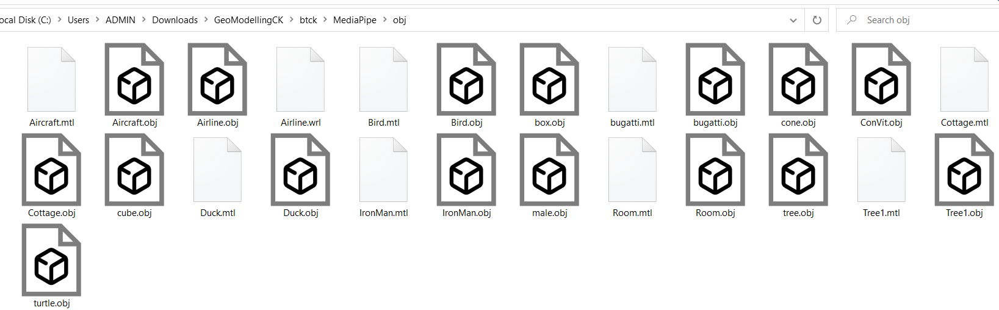 ocal Disk (C:) > Users > ADMIN > Downloads > GeoModellingCK > btck > MediaPipe > obj
Search obj
Aircraft.mtl Aircraft.obj Airline.obj Airline.wrl Bird.mtl Bird.obj box.obj bugatti.mtl bugatti.obj cone.obj ConVit.obj Cottage.mtl
Cottage.obj cube.obj Duck.mtl Duck.obj IronMan.mtl IronMan.obj male.obj Room.mtl Room.obj tree.obj Tree1.mtl Tree1.obj
turtle.obj